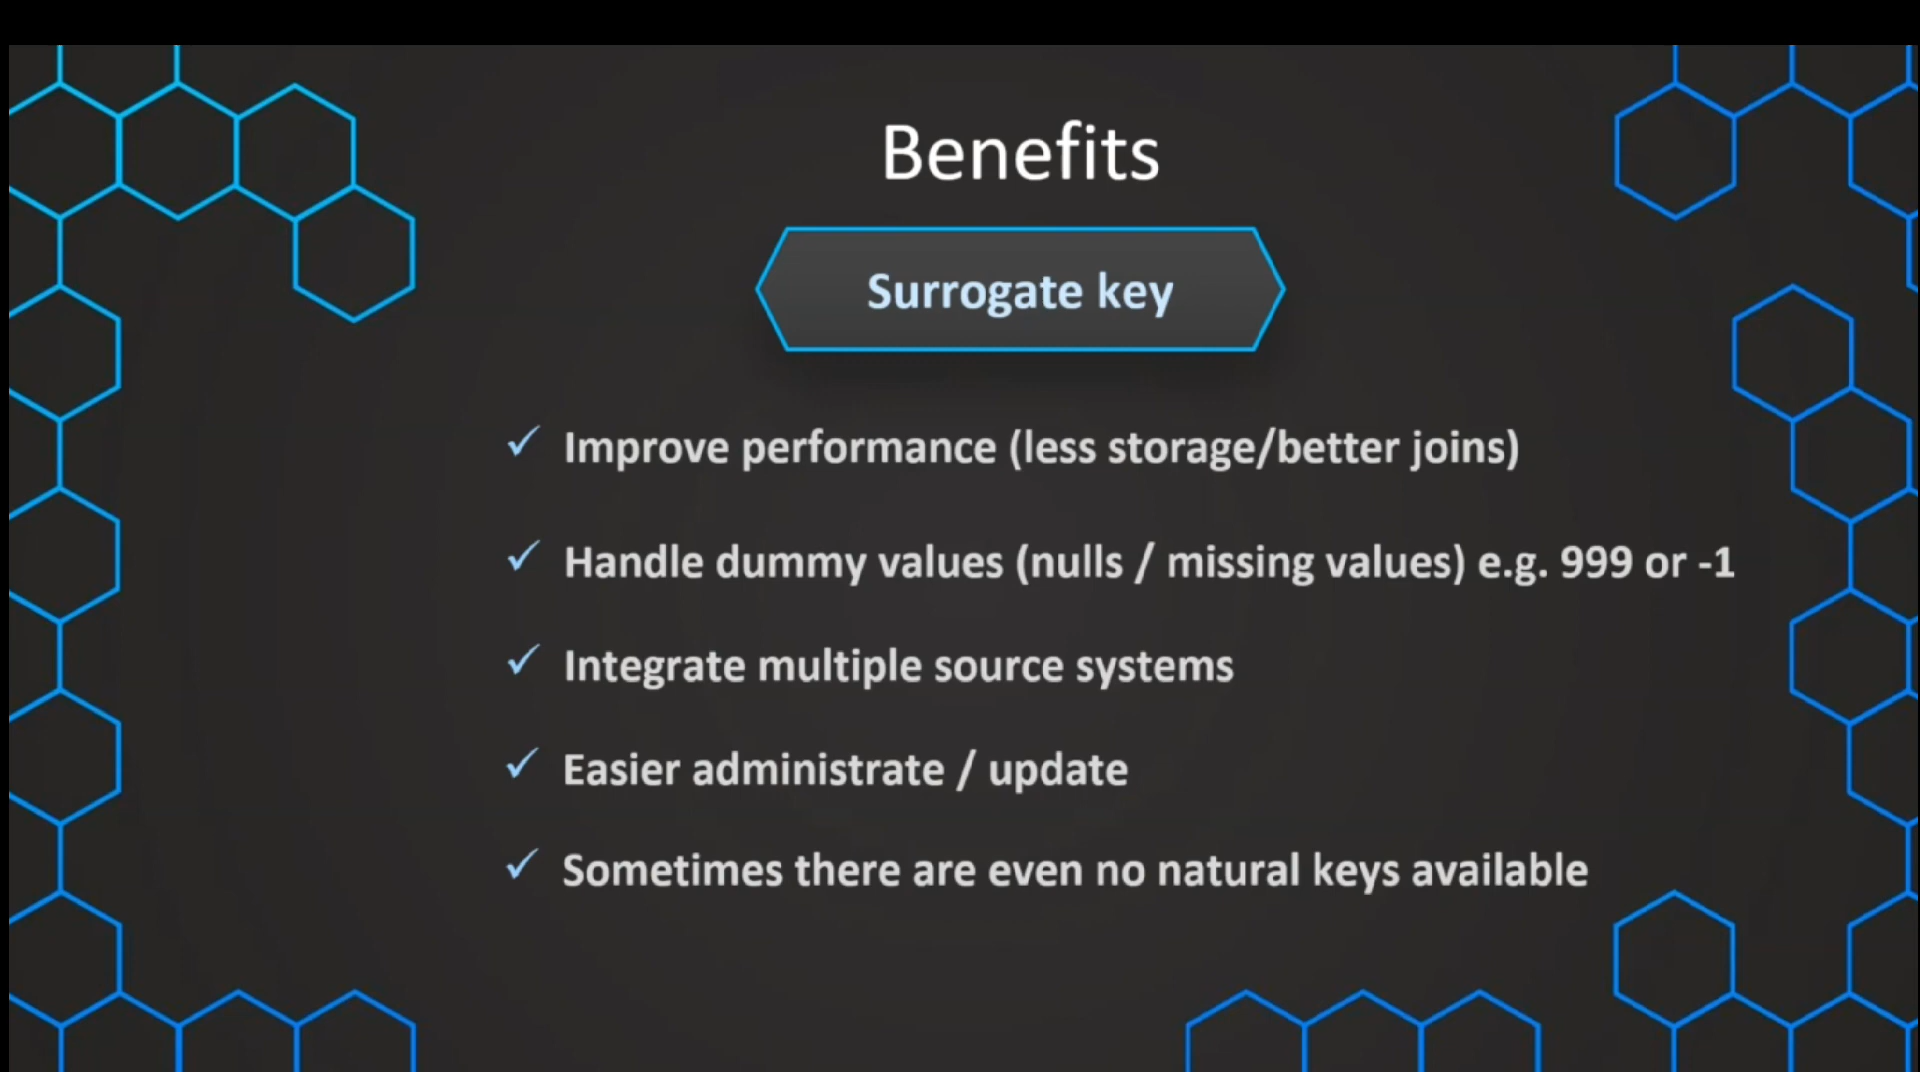 Benefits
Surrogate key
✓ Improve performance (less storage/better joins)
✓ Handle dummy values (nulls / missing values) e.g. 999 or -1
✓ Integrate multiple source systems
✓ Easier administrate / update
✓ Sometimes there are even no natural keys available